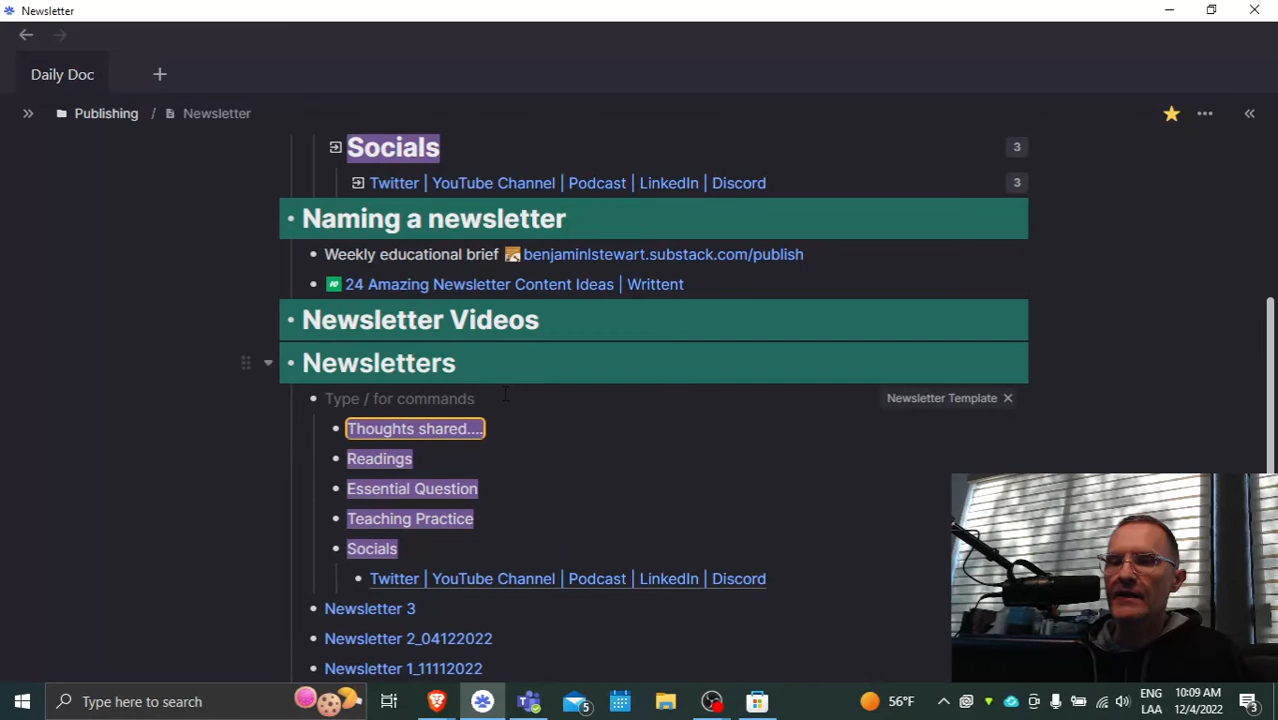 Newsletter
Daily Doc
Publishing / Newsletter
Socials
3
Twitter | YouTube Channel | Podcast | LinkedIn | Discord
3
Naming a newsletter
Weekly educational brief benjaminlstewart.substack.com/publish
24 Amazing Newsletter Content Ideas | Writtent
Newsletter Videos
Newsletters
Type / for commands
Newsletter Template
Thoughts shared....
Readings
Essential Question
Teaching Practice
Socials
Twitter | YouTube Channel | Podcast | LinkedIn | Discord
Newsletter 3
Newsletter 2_04122022
Newsletter 1_11112022
Type here to search
5
56°F
ENG
LAA
10:09 AM
12/4/2022
3